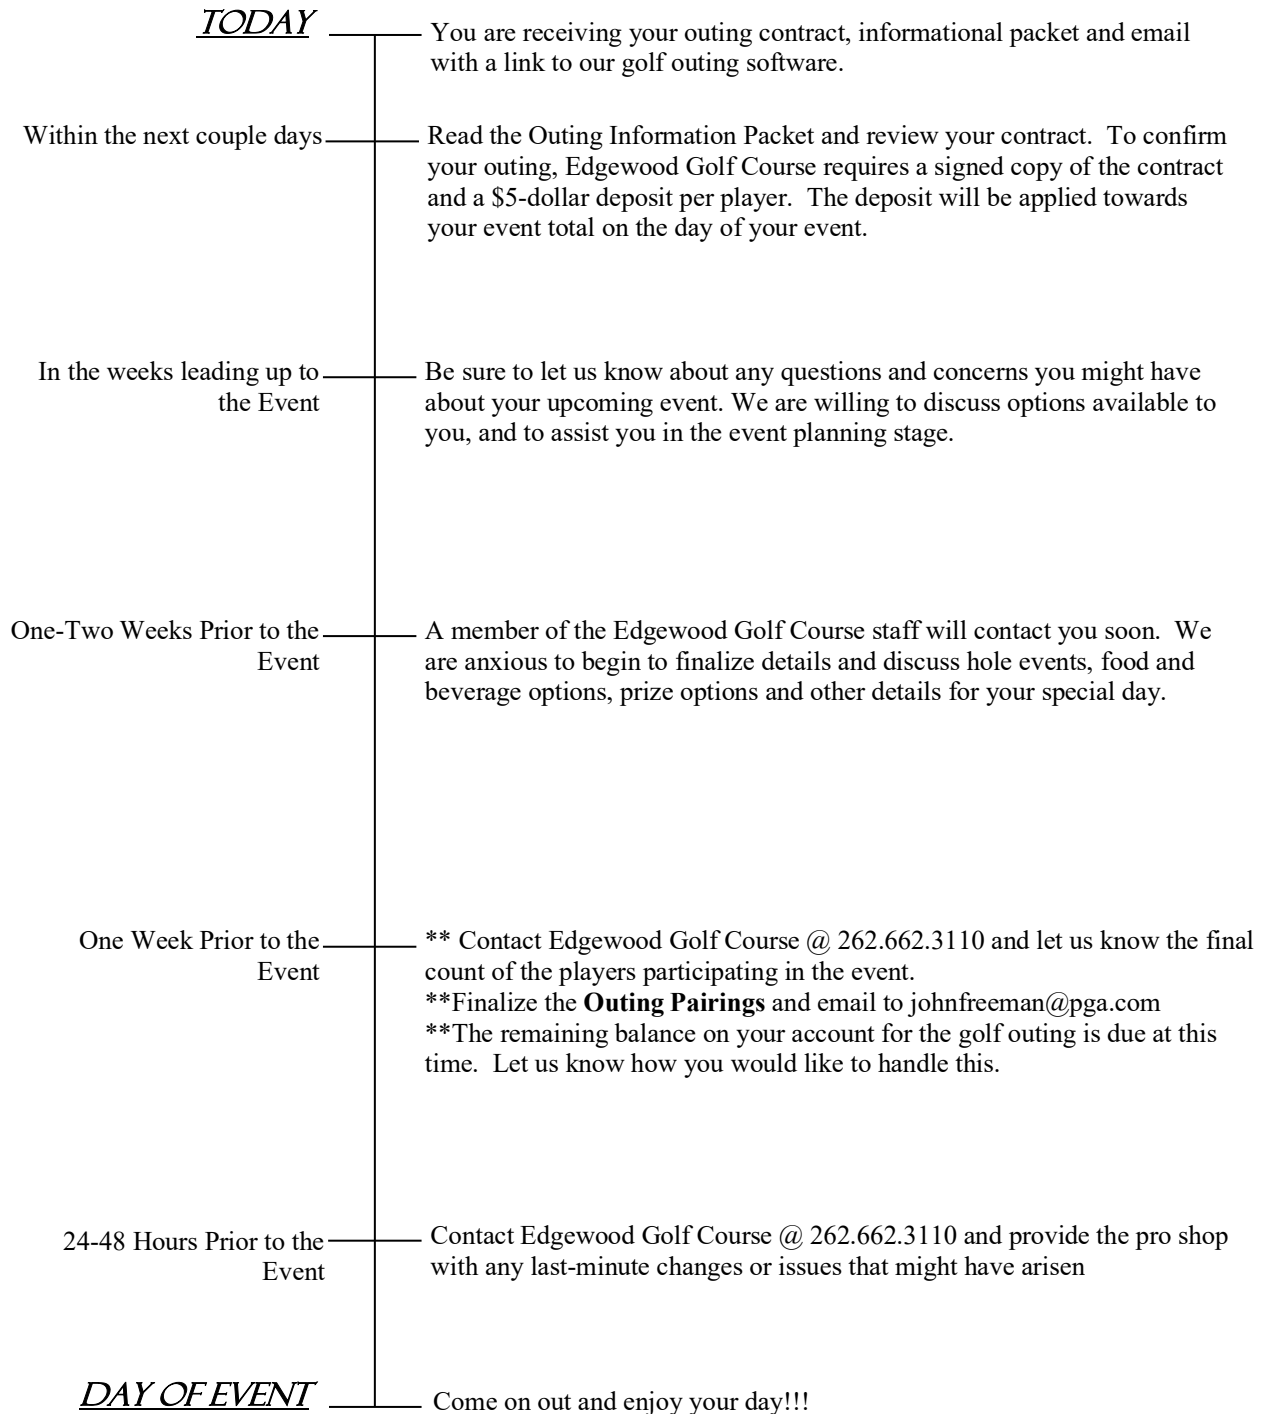 TODAY
You are receiving your outing contract, informational packet and email
with a link to our golf outing software.
Within the next couple days
Read the Outing Information Packet and review your contract.  To confirm
your outing, Edgewood Golf Course requires a signed copy of the contract
and a $5-dollar deposit per player.  The deposit will be applied towards
your event total on the day of your event.
In the weeks leading up to
the Event
Be sure to let us know about any questions and concerns you might have
about your upcoming event. We are willing to discuss options available to
you, and to assist you in the event planning stage.
One-Two Weeks Prior to the
Event
A member of the Edgewood Golf Course staff will contact you soon.  We
are anxious to begin to finalize details and discuss hole events, food and
beverage options, prize options and other details for your special day.
One Week Prior to the
Event
** Contact Edgewood Golf Course @ 262.662.3110 and let us know the final
count of the players participating in the event.
**Finalize the Outing Pairings and email to johnfreeman@pga.com
**The remaining balance on your account for the golf outing is due at this
time.  Let us know how you would like to handle this.
24-48 Hours Prior to the
Event
Contact Edgewood Golf Course @ 262.662.3110 and provide the pro shop
with any last-minute changes or issues that might have arisen
DAY OF EVENT
Come on out and enjoy your day!!!